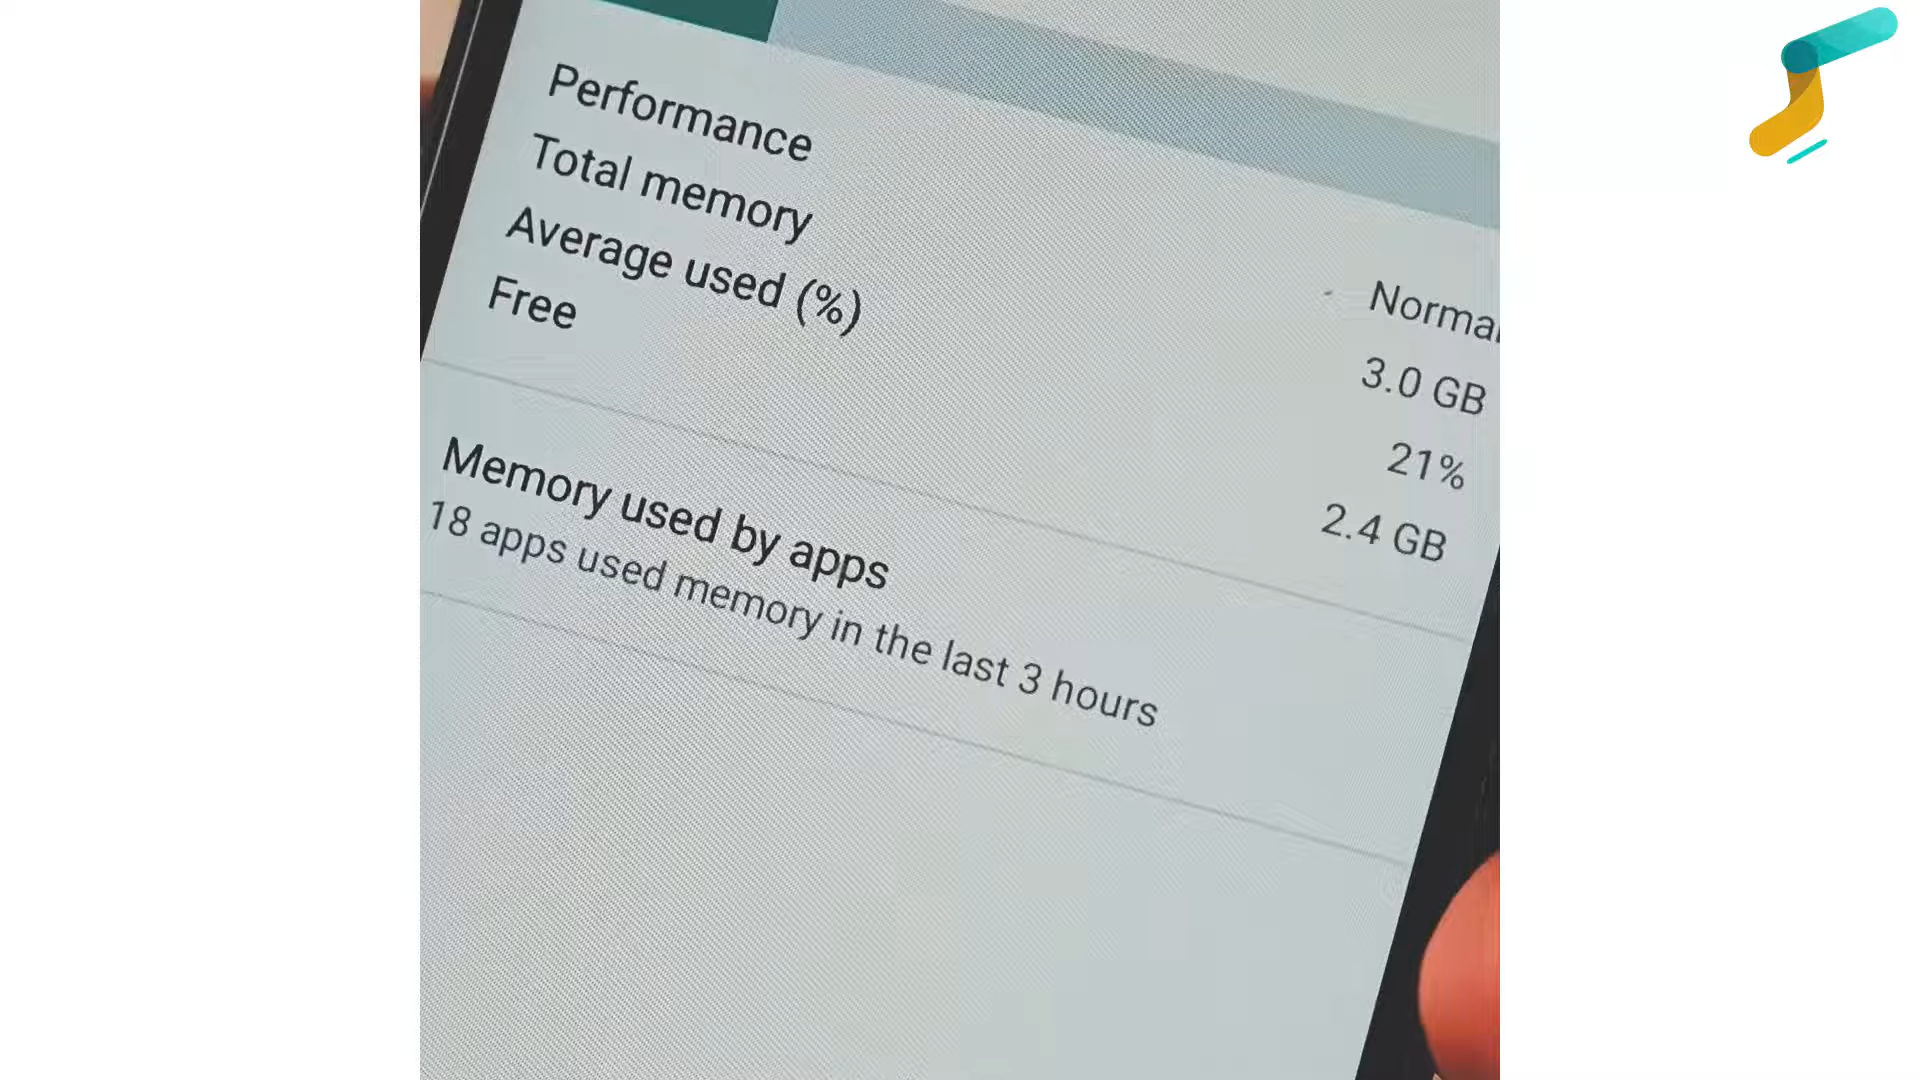 Performance
Normal
Total memory
3.0 GB
Average used (%)
21%
Free
2.4 GB
Memory used by apps
18 apps used memory in the last 3 hours